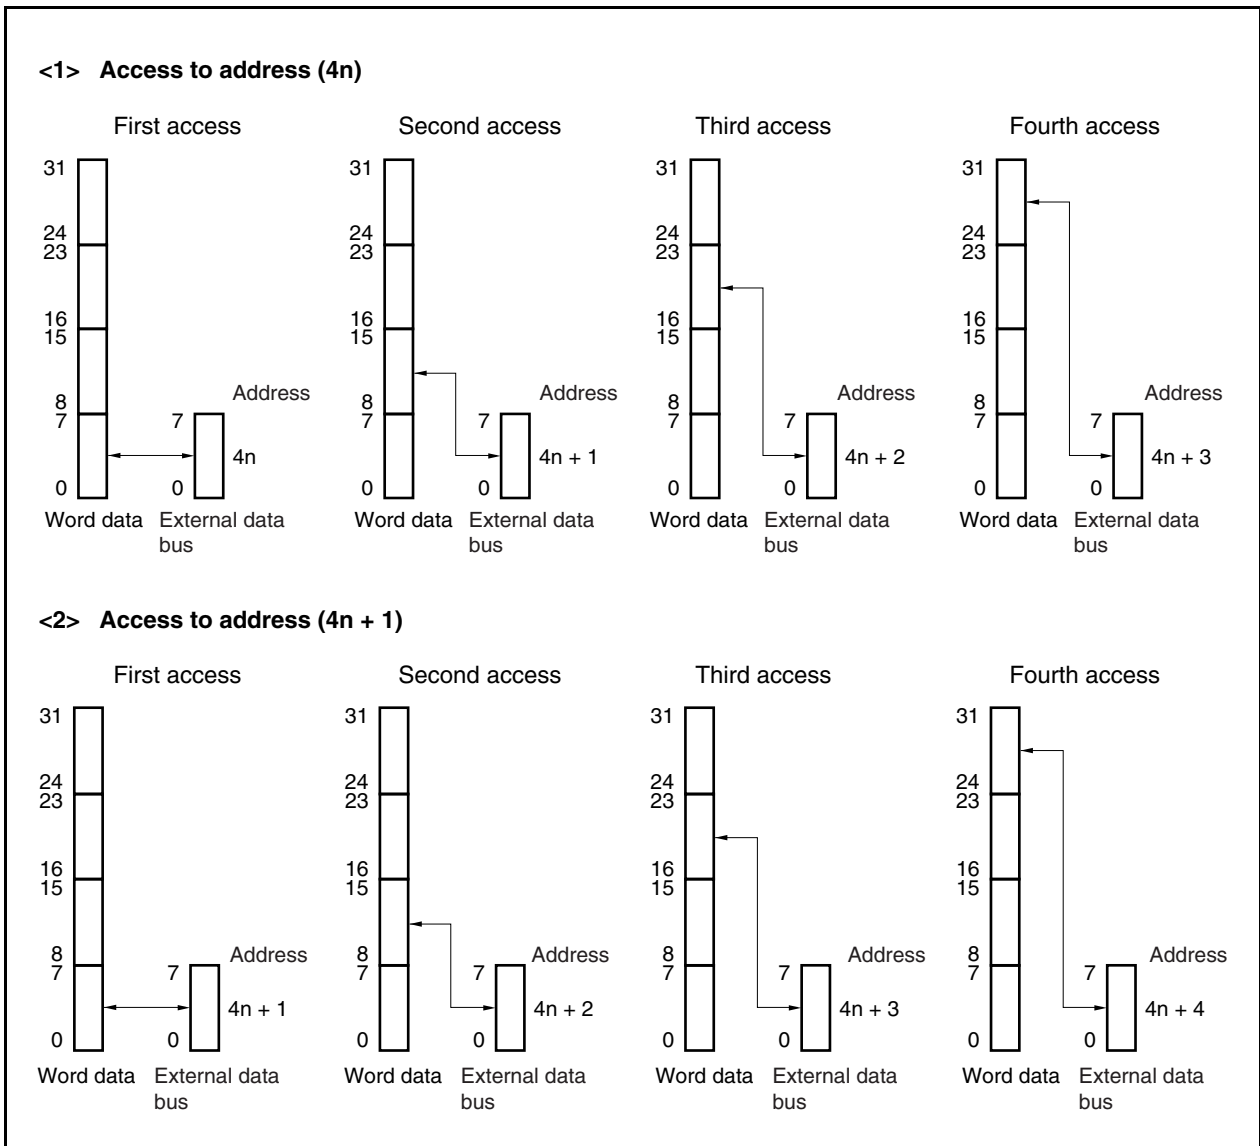 <1> Access to address (4n)
First access Second access Third access Fourth access
31 31 31 31
24 24 24 24
23 23 23 23
16 16 16 16
15 15 15 15
Address Address Address Address
8 8 8 8
7 7 7 7 7 7 7 7
4n 4n + 1 4n + 2 4n + 3
0 0 0 0 0 0 0 0
Word data External data Word data External data Word data External data Word data External data
bus bus bus bus
<2> Access to address (4n + 1)
First access Second access Third access Fourth access
31 31 31 31
24 24 24 24
23 23 23 23
16 16 16 16
15 15 15 15
8 Address 8 Address 8 Address 8 Address
7 7 7 7 7 7 7 7
4n + 1 4n + 2 4n + 3 4n + 4
0 0 0 0 0 0 0 0
Word data External data Word data External data Word data External data Word data External data
bus bus bus bus